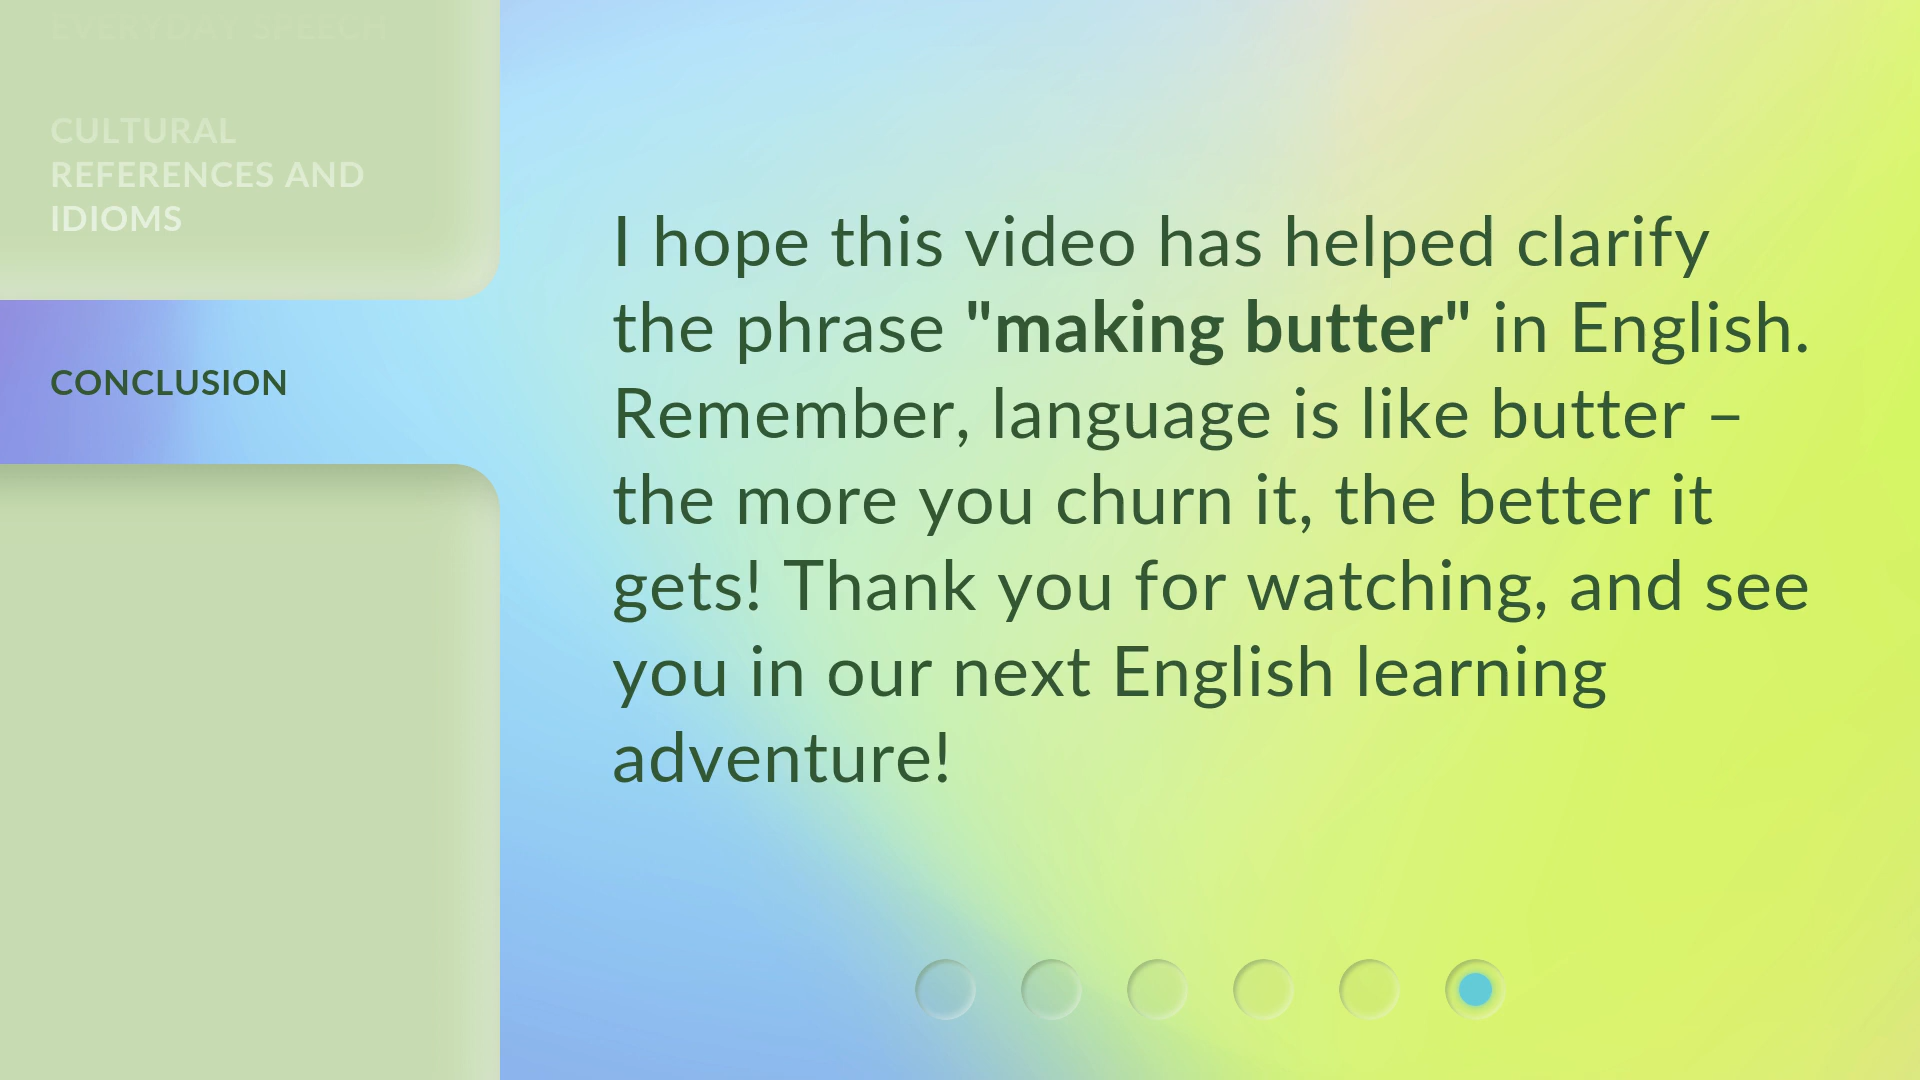 EVERYDAY SPEECH
CULTURAL
REFERENCES AND
IDIOMS
CONCLUSION
I hope this video has helped clarify
the phrase "making butter" in English.
Remember, language is like butter –
the more you churn it, the better it
gets! Thank you for watching, and see
you in our next English learning
adventure!